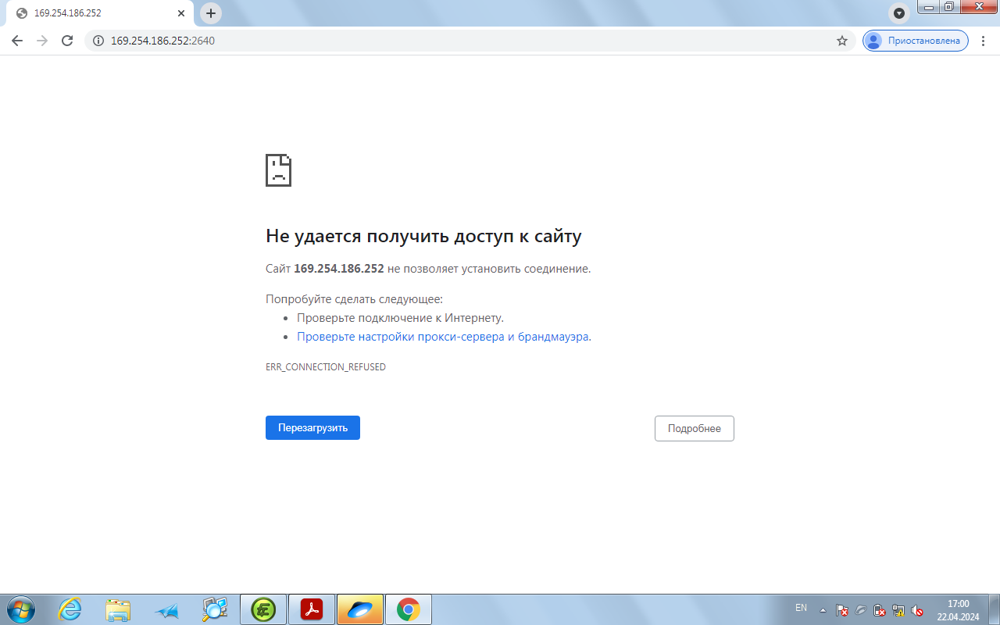 169.254.186.252
169.254.186.252:2640
Приостановлена
Не удается получить доступ к сайту
Сайт 169.254.186.252 не позволяет установить соединение.
Попробуйте сделать следующее:
Проверьте подключение к Интернету.
Проверьте настройки прокси-сервера и брандмауэра.
ERR_CONNECTION_REFUSED
Перезагрузить
Подробнее
EN
17:00
22.04.2024